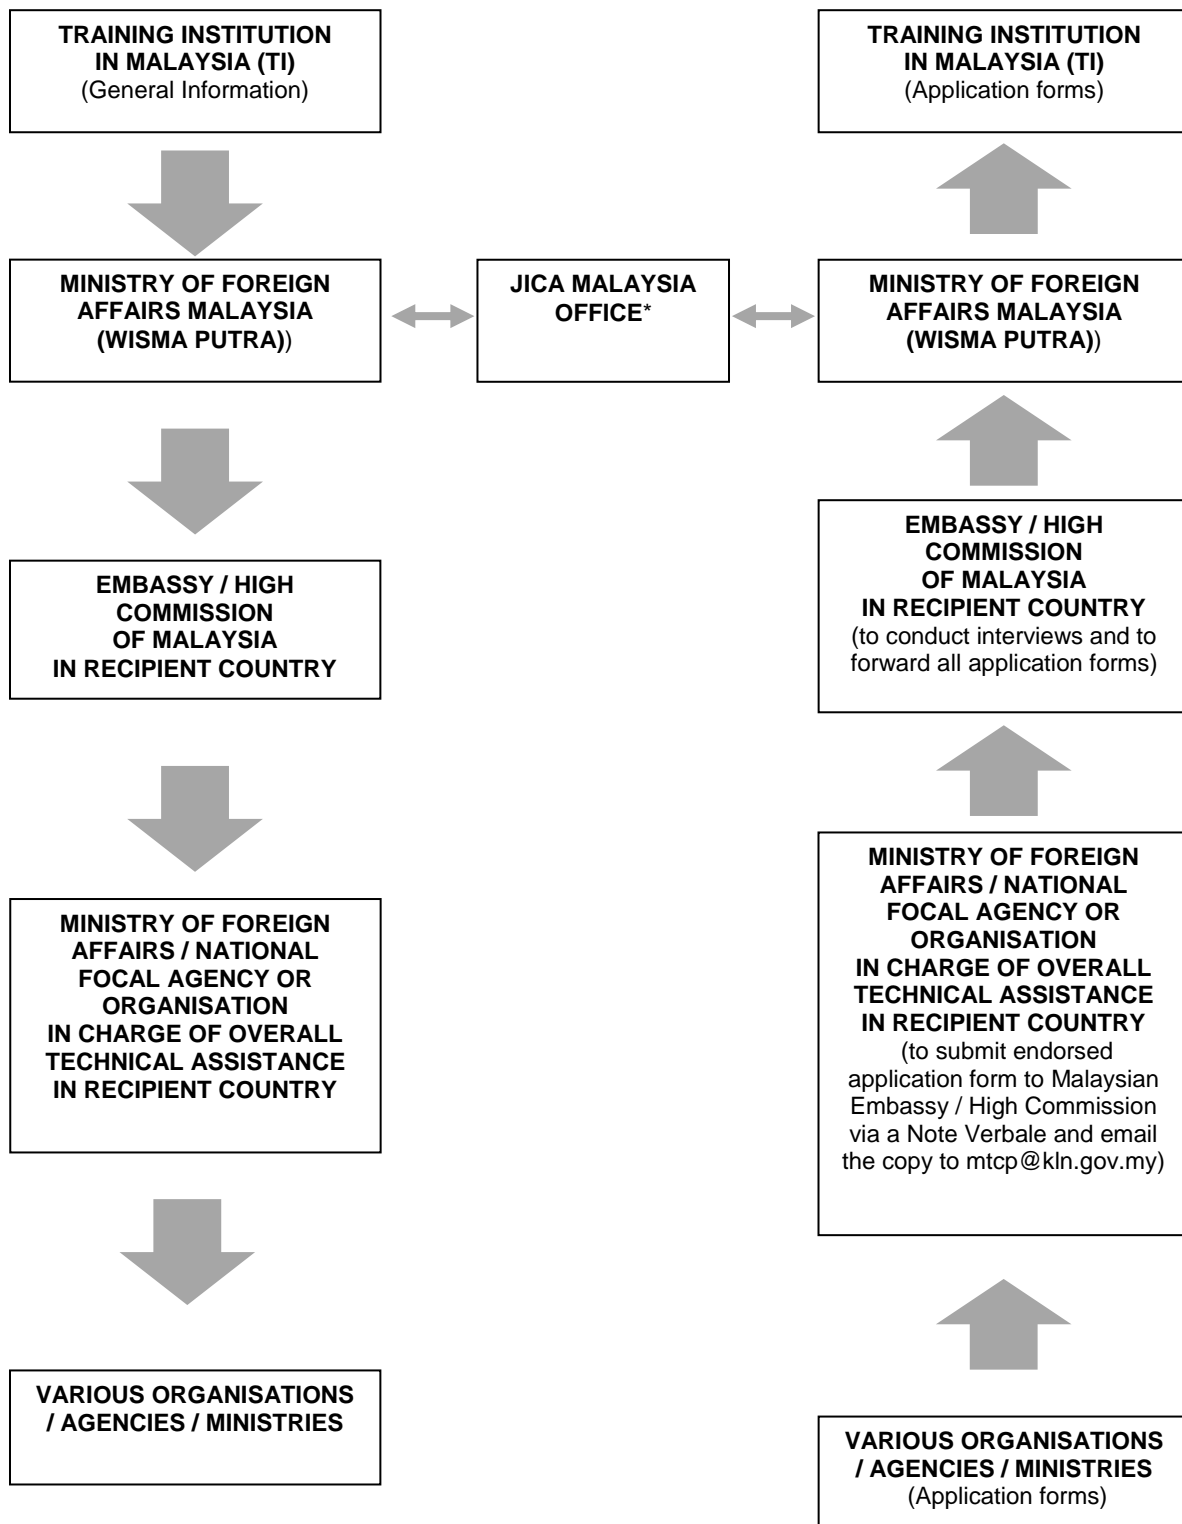 TRAINING INSTITUTION
IN MALAYSIA (TI)
(General Information)
MINISTRY OF FOREIGN
AFFAIRS MALAYSIA
(WISMA PUTRA))
EMBASSY / HIGH
COMMISSION
OF MALAYSIA
IN RECIPIENT COUNTRY
MINISTRY OF FOREIGN
AFFAIRS / NATIONAL
FOCAL AGENCY OR
ORGANISATION
IN CHARGE OF OVERALL
TECHNICAL ASSISTANCE
IN RECIPIENT COUNTRY
VARIOUS ORGANISATIONS
/ AGENCIES / MINISTRIES
JICA MALAYSIA
OFFICE*
TRAINING INSTITUTION
IN MALAYSIA (TI)
(Application forms)
MINISTRY OF FOREIGN
AFFAIRS MALAYSIA
(WISMA PUTRA))
EMBASSY / HIGH
COMMISSION
OF MALAYSIA
IN RECIPIENT COUNTRY
(to conduct interviews and to
forward all application forms)
MINISTRY OF FOREIGN
AFFAIRS / NATIONAL
FOCAL AGENCY OR
ORGANISATION
IN CHARGE OF OVERALL
TECHNICAL ASSISTANCE
IN RECIPIENT COUNTRY
(to submit endorsed
application form to Malaysian
Embassy / High Commission
via a Note Verbale and email
the copy to mtcp@kln.gov.my)
VARIOUS ORGANISATIONS
/ AGENCIES / MINISTRIES
(Application forms)